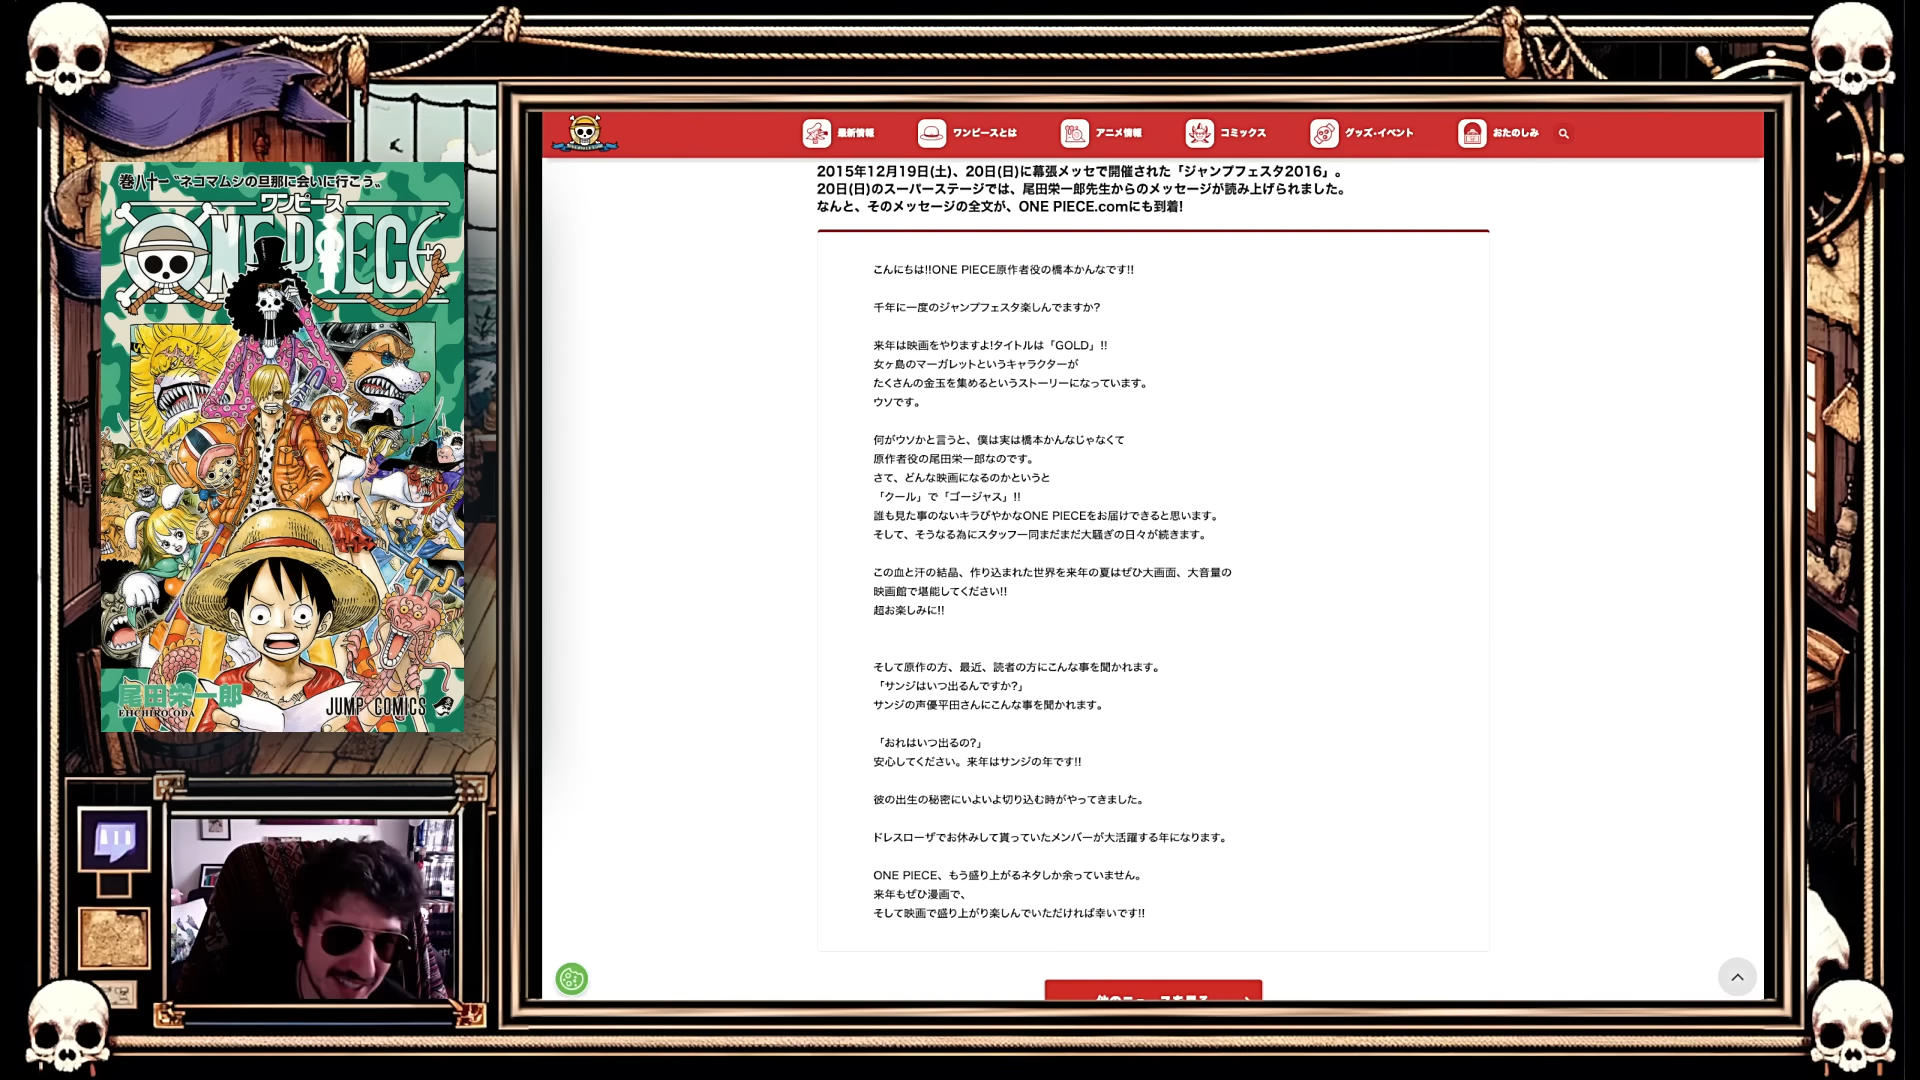 巻八十一 “ネコマムシの旦那に会いに行こう„
ワンピース
ONE PIECE
尾田栄一郎
EIICHIRO ODA
JUMP COMICS
最新情報
ワンピースとは
アニメ情報
コミックス
グッズ・イベント
おたのしみ
2015年12月19日(土)、20日(日)に幕張メッセで開催された「ジャンプフェスタ2016」。
20日(日)のスーパーステージでは、尾田栄一郎先生からのメッセージが読み上げられました。
なんと、そのメッセージの全文が、ONE PIECE.comにも到着!
こんにちは!!ONE PIECE原作者役の橋本かんなです!!
千年に一度のジャンプフェスタ楽しんでますか?
来年は映画をやりますよ!タイトルは「GOLD」!!
女ヶ島のマーガレットというキャラクターが
たくさんの金玉を集めるというストーリーになっています。
ウソです。
何がウソかと言うと、僕は実は橋本かんなじゃなくて
原作者役の尾田栄一郎なのです。
さて、どんな映画になるのかというと
「クール」で「ゴージャス」!!
誰も見た事のないキラびやかなONE PIECEをお届けできると思います。
そして、そうなる為にスタッフ一同まだまだ大騒ぎの日々が続きます。
この血と汗の結晶、作り込まれた世界を来年の夏はぜひ大画面、大音量の
映画館で堪能してください!!
超お楽しみに!!
そして原作の方、最近、読者の方にこんな事を聞かれます。
「サンジはいつ出るんですか?」
サンジの声優平田さんにこんな事を聞かれます。
「おれはいつ出るの?」
安心してください。来年はサンジの年です!!
彼の出生の秘密にいよいよ切り込む時がやってきました。
ドレスローザでお休みして貰っていたメンバーが大活躍する年になります。
ONE PIECE、もう盛り上がるネタしか余っていません。
来年もぜひ漫画で、
そして映画で盛り上がり楽しんでいただければ幸いです!!
他のニュースを見る